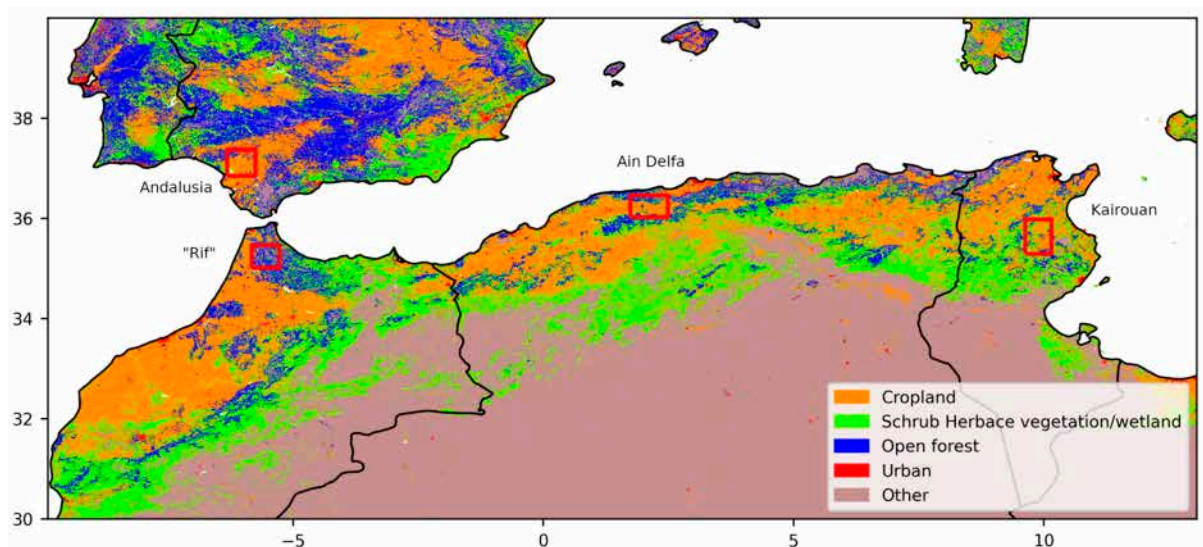 38
36
34
32
30
Andalusia
"Rif"
Ain Delfa
Kairouan
Cropland
Schrub Herbace vegetation/wetland
Open forest
Urban
Other
−5
0
5
10